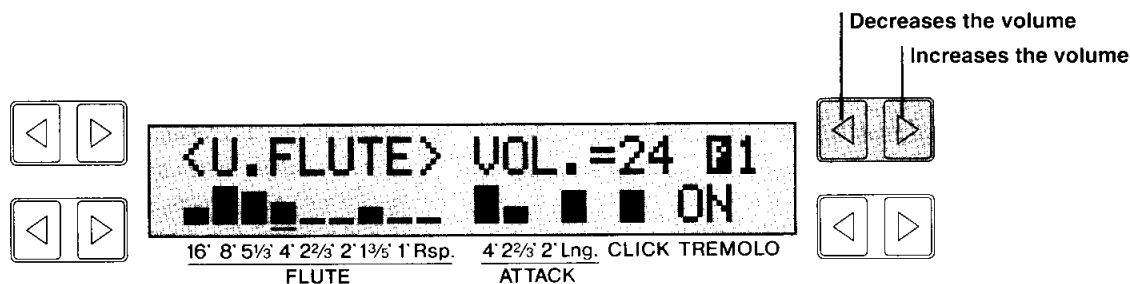 Decreases the volume
Increases the volume
<U.FLUTE> VOL.=24 P1
ON
16' 8' 5⅓' 4' 2⅔' 2' 1⅗' 1' Rsp. 4' 2⅔' 2' Lng. CLICK TREMOLO
FLUTE ATTACK